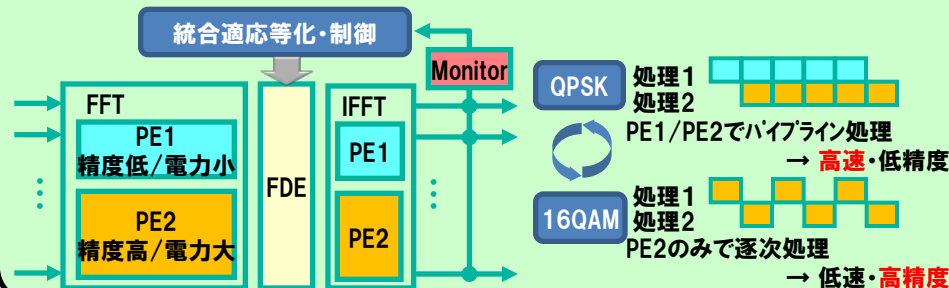 統合適応等化・制御
Monitor
FFT
PE1
精度低/電力小
PE2
精度高/電力大
FDE
IFFT
PE1
PE2
QPSK
処理1
処理2
PE1/PE2でパイプライン処理
→ 高速・低精度
16QAM
処理1
処理2
PE2のみで逐次処理
→ 低速・高精度